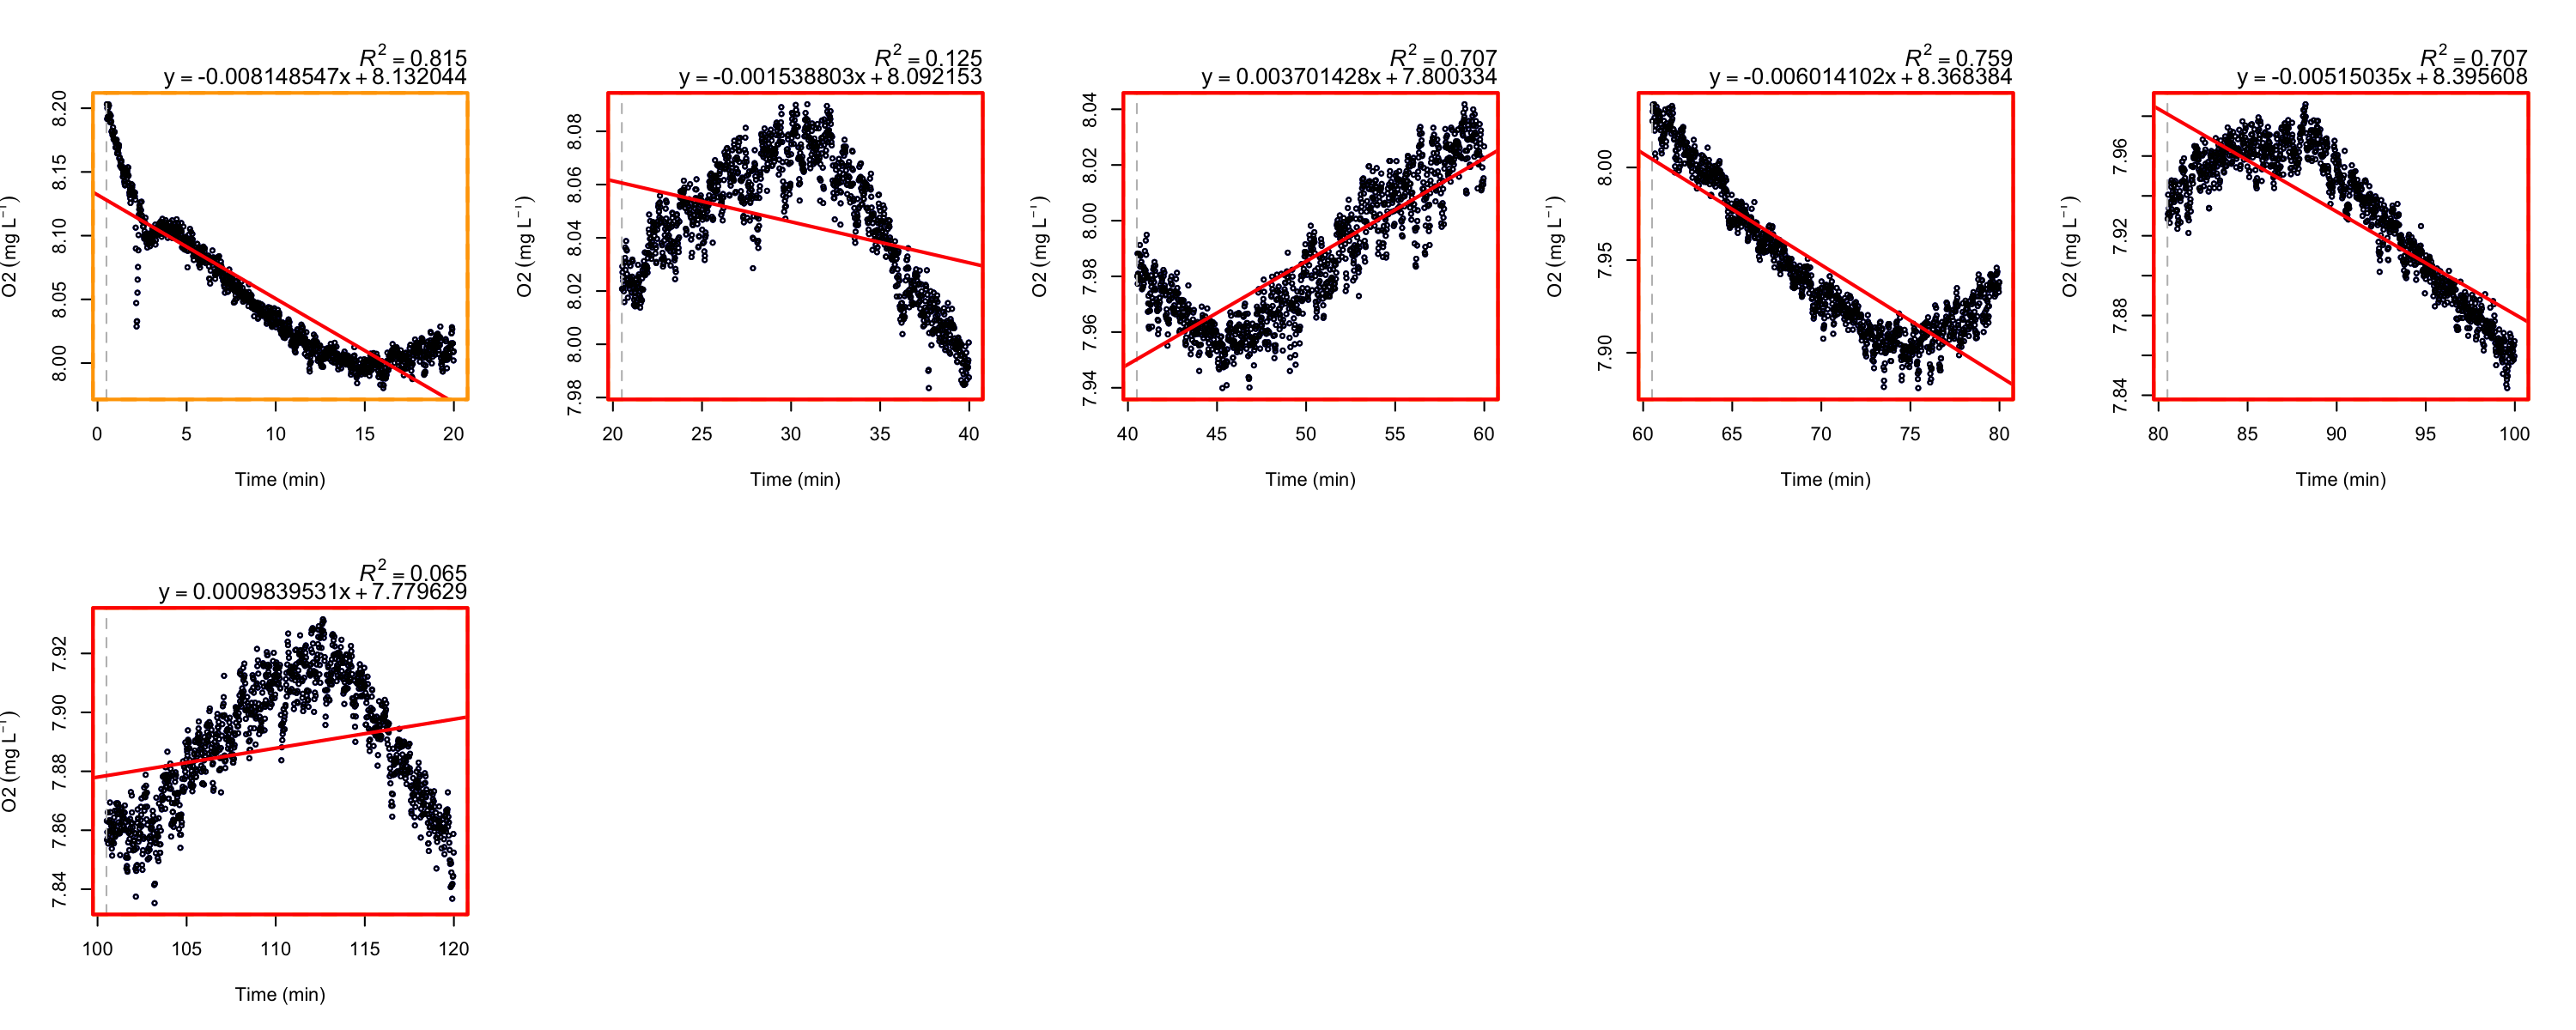 R² = 0.815
y = -0.008148547x + 8.132044
O2 (mg L⁻¹)
8.20
8.15
8.10
8.05
8.00
0 5 10 15 20
Time (min)
R² = 0.125
y = -0.001538803x + 8.092153
O2 (mg L⁻¹)
8.08
8.06
8.04
8.02
8.00
7.98
20 25 30 35 40
Time (min)
R² = 0.707
y = 0.003701428x + 7.800334
O2 (mg L⁻¹)
8.04
8.02
8.00
7.98
7.96
7.94
40 45 50 55 60
Time (min)
R² = 0.759
y = -0.006014102x + 8.368384
O2 (mg L⁻¹)
8.00
7.95
7.90
60 65 70 75 80
Time (min)
R² = 0.707
y = -0.00515035x + 8.395608
O2 (mg L⁻¹)
7.96
7.92
7.88
7.84
80 85 90 95 100
Time (min)
R² = 0.065
y = 0.0009839531x + 7.779629
O2 (mg L⁻¹)
7.92
7.90
7.88
7.86
7.84
100 105 110 115 120
Time (min)